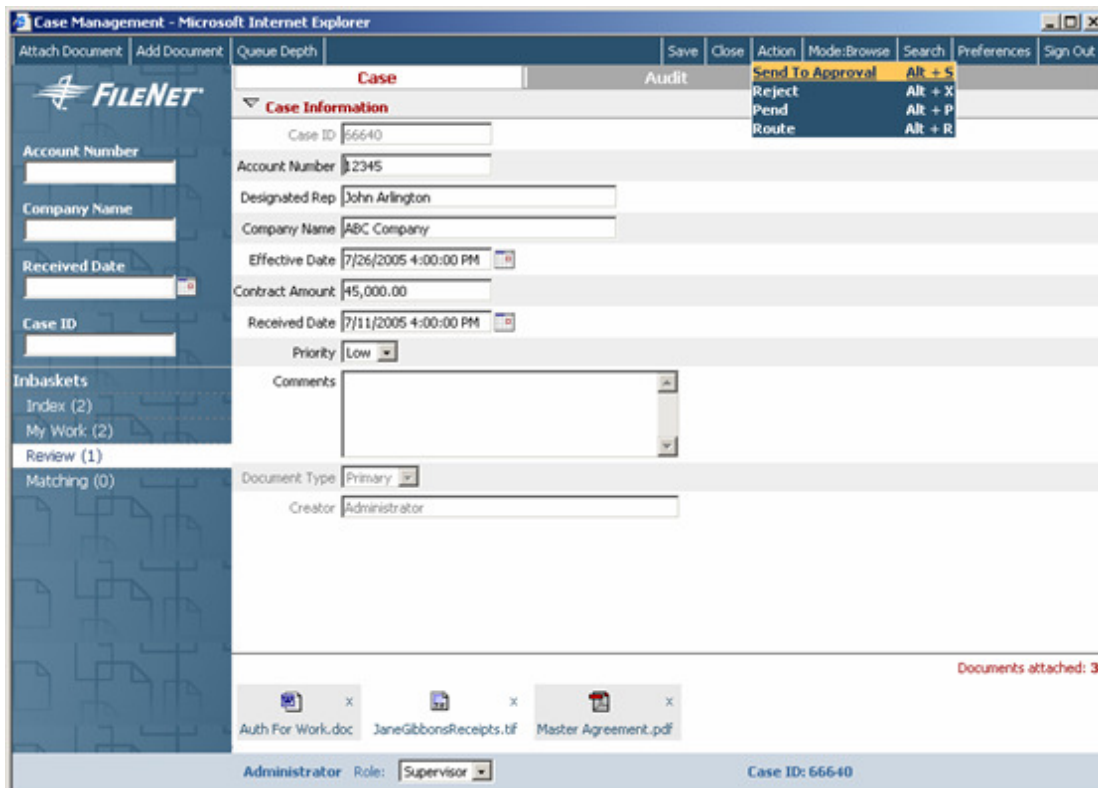 Case Management - Microsoft Internet Explorer
Attach Document Add Document Queue Depth Save Close Action Mode:Browse Search Preferences Sign Out
FILENET
Account Number
Company Name
Received Date
Case ID
Inbaskets
Index (2)
My Work (2)
Review (1)
Matching (0)
Case Audit
Send To Approval Alt + S
Reject Alt + X
Pend Alt + P
Route Alt + R
Case Information
Case ID 66640
Account Number 12345
Designated Rep John Arlington
Company Name ABC Company
Effective Date 7/26/2005 4:00:00 PM
Contract Amount 45,000.00
Received Date 7/11/2005 4:00:00 PM
Priority Low
Comments
Document Type Primary
Creator Administrator
Documents attached: 3
x x x
Auth For Work.doc JaneGibbonsReceipts.tif Master Agreement.pdf
Administrator Role: Supervisor Case ID: 66640